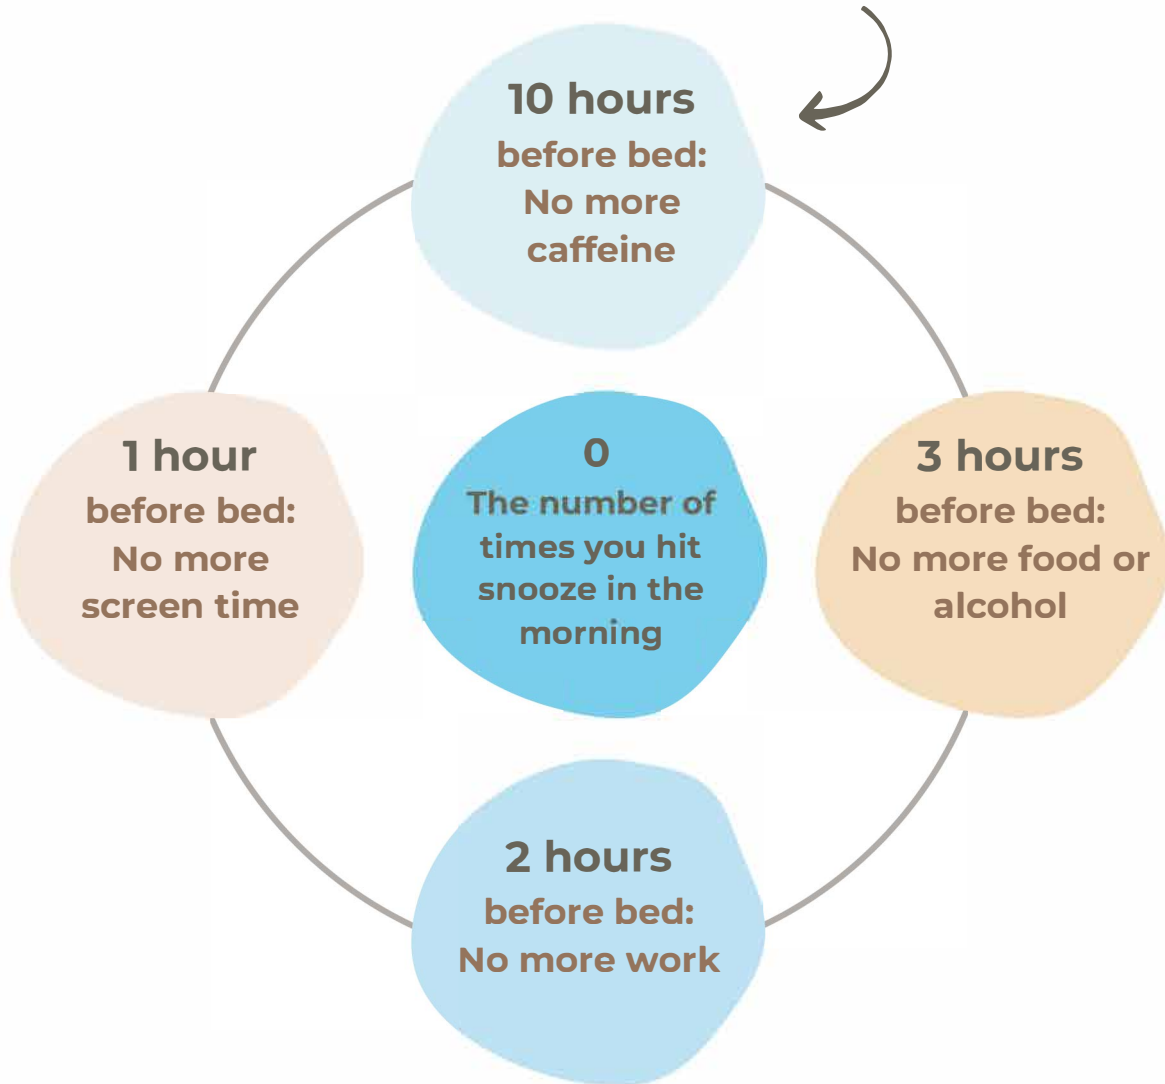 10 hours
before bed:
No more
caffeine
3 hours
before bed:
No more food or
alcohol
2 hours
before bed:
No more work
1 hour
before bed:
No more
screen time
0
The number of
times you hit
snooze in the
morning